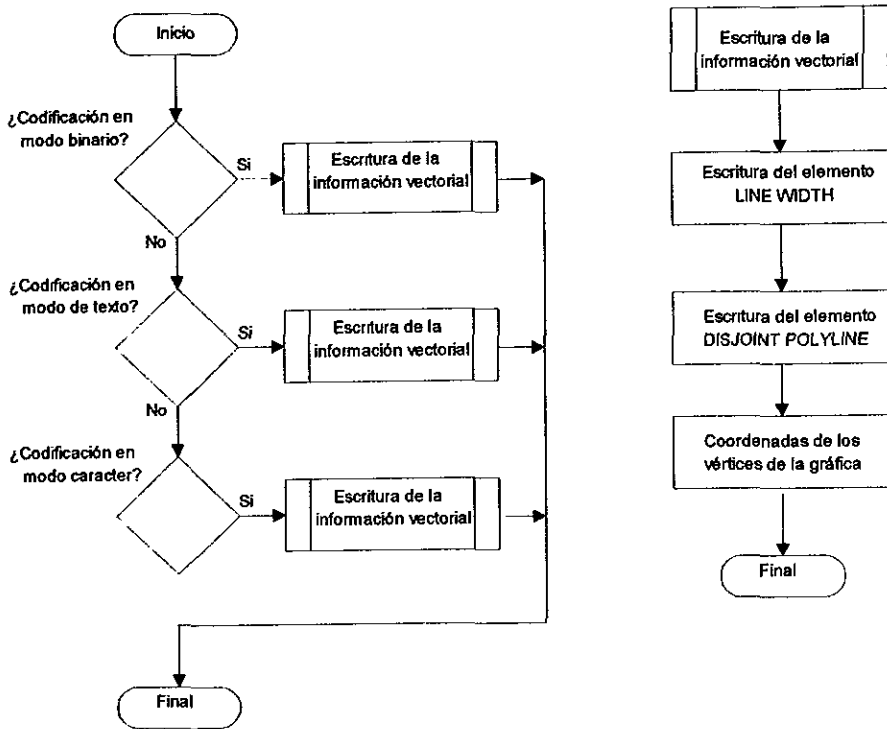 Inicio
¿Codificación en
modo binario?
Si
Escritura de la
información vectorial
No
¿Codificación en
modo de texto?
Si
Escritura de la
información vectorial
No
¿Codificación en
modo caracter?
Si
Escritura de la
información vectorial
Final
Escritura de la
información vectorial
Escritura del elemento
LINE WIDTH
Escritura del elemento
DISJOINT POLYLINE
Coordenadas de los
vértices de la gráfica
Final